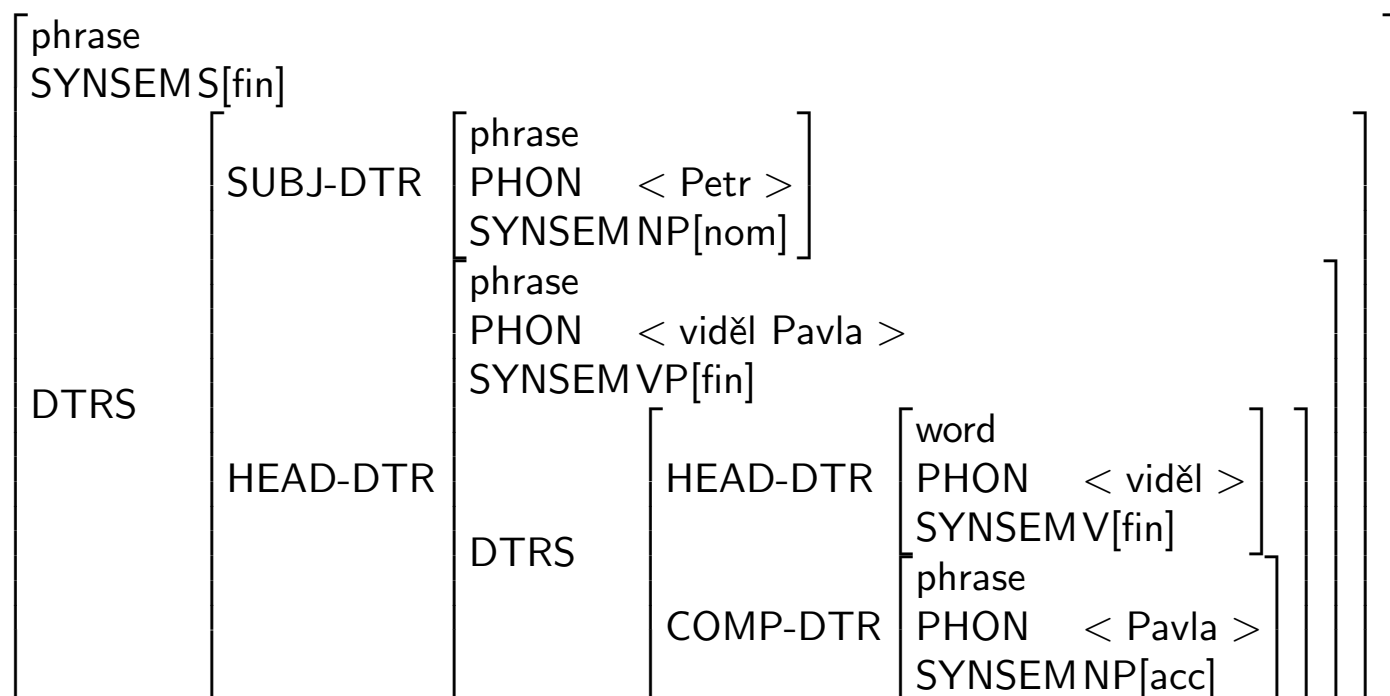 phrase
SYNSEM S[fin]
phrase
SUBJ-DTR PHON < Petr >
SYNSEM NP[nom]
phrase
PHON < viděl Pavla >
SYNSEM VP[fin]
DTRS
word
HEAD-DTR HEAD-DTR PHON < viděl >
SYNSEM V[fin]
DTRS
phrase
COMP-DTR PHON < Pavla >
SYNSEM NP[acc]